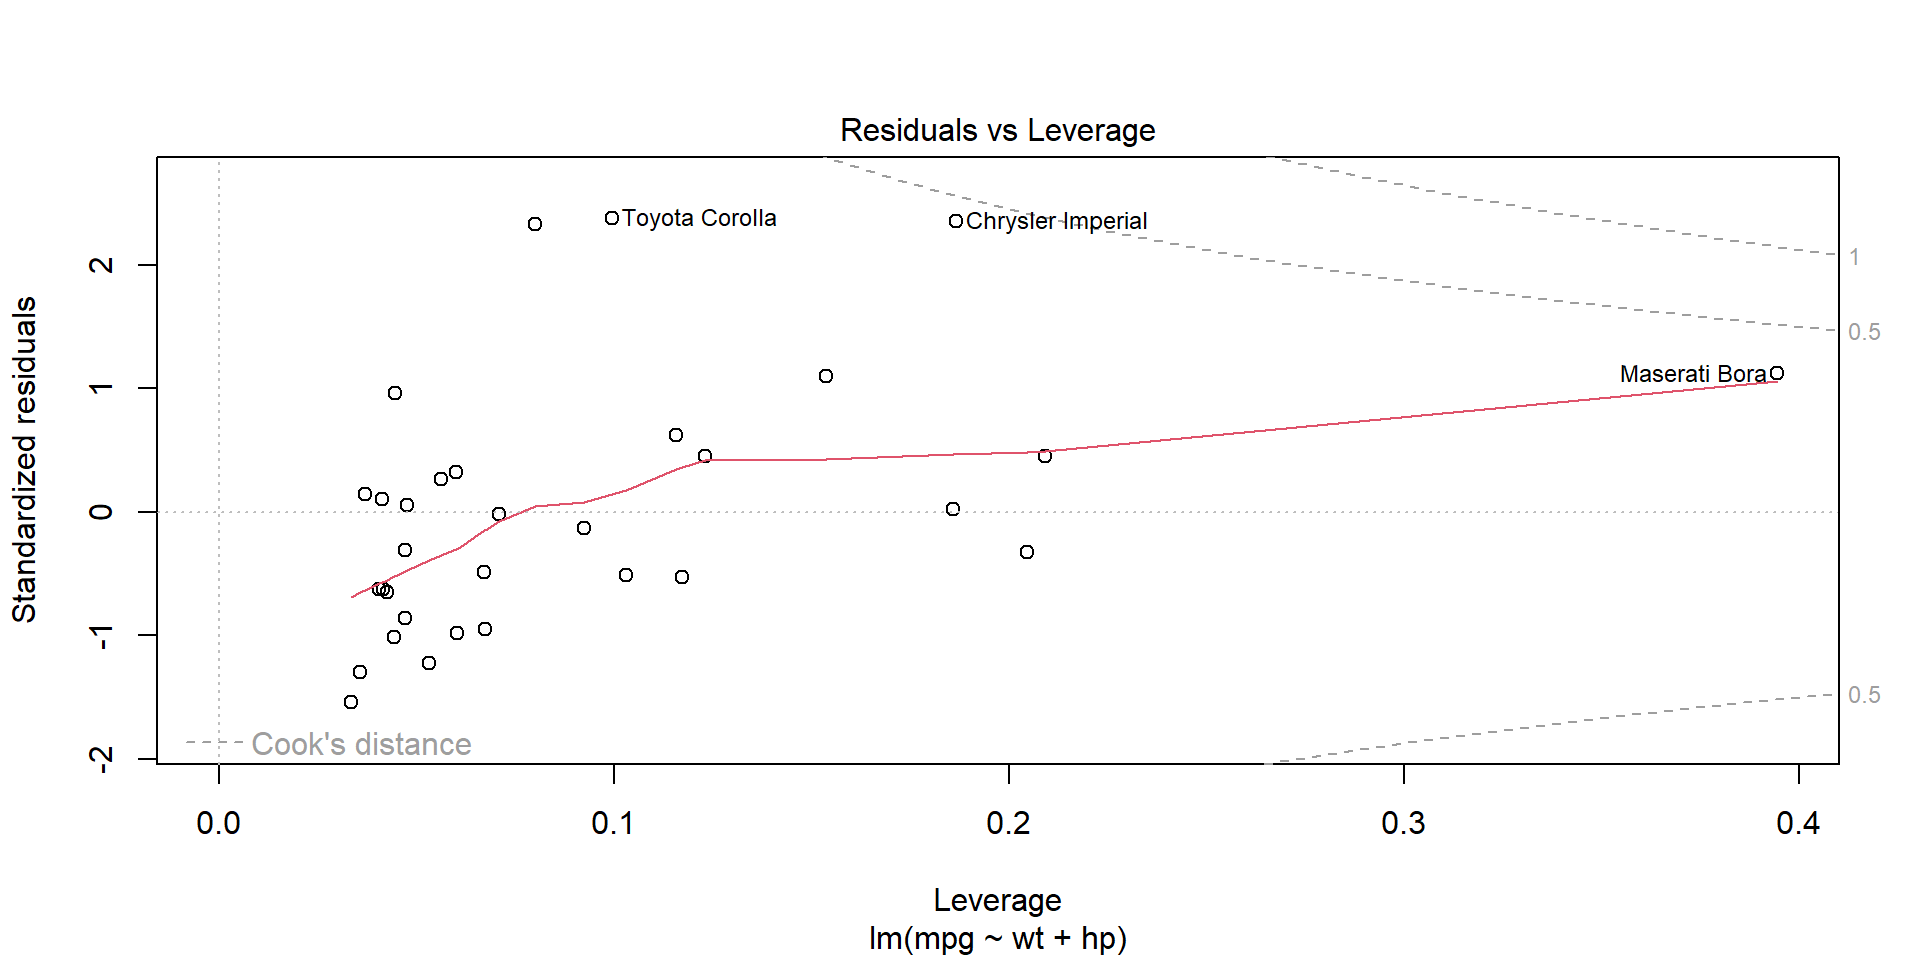 Residuals vs Leverage
Toyota Corolla
Chrysler Imperial
Maserati Bora
1
0.5
0.5
Standardized residuals
2
1
0
-1
-2
Cook's distance
0.0 0.1 0.2 0.3 0.4
Leverage
lm(mpg ~ wt + hp)